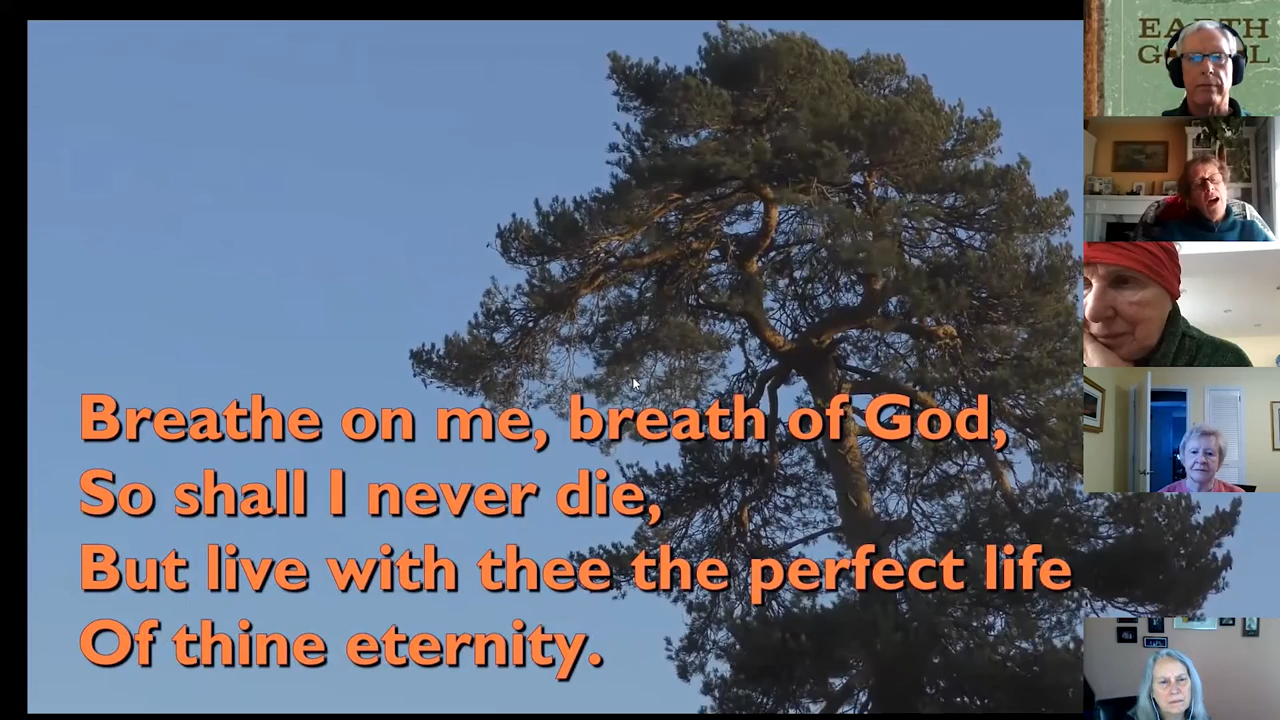 Breathe on me, breath of God,
So shall I never die,
But live with thee the perfect life
Of thine eternity.
EARTH